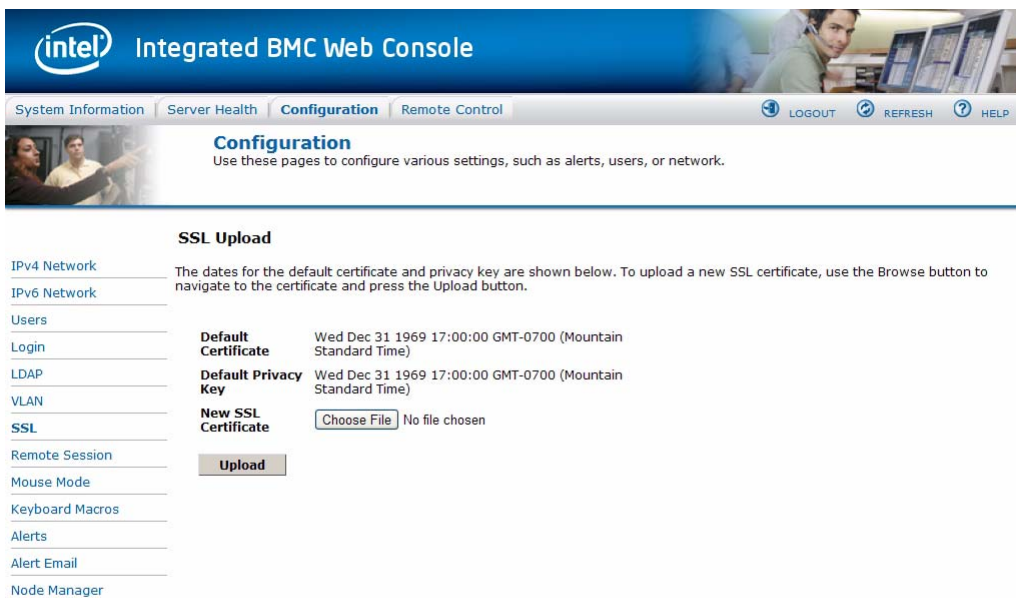 intel Integrated BMC Web Console
System Information Server Health Configuration Remote Control LOGOUT REFRESH HELP
Configuration
Use these pages to configure various settings, such as alerts, users, or network.
SSL Upload
The dates for the default certificate and privacy key are shown below. To upload a new SSL certificate, use the Browse button to
navigate to the certificate and press the Upload button.
IPv4 Network
IPv6 Network
Users
Login
LDAP
VLAN
SSL
Remote Session
Mouse Mode
Keyboard Macros
Alerts
Alert Email
Node Manager
Default
Certificate
Wed Dec 31 1969 17:00:00 GMT-0700 (Mountain
Standard Time)
Default Privacy
Key
Wed Dec 31 1969 17:00:00 GMT-0700 (Mountain
Standard Time)
New SSL
Certificate
Choose File No file chosen
Upload